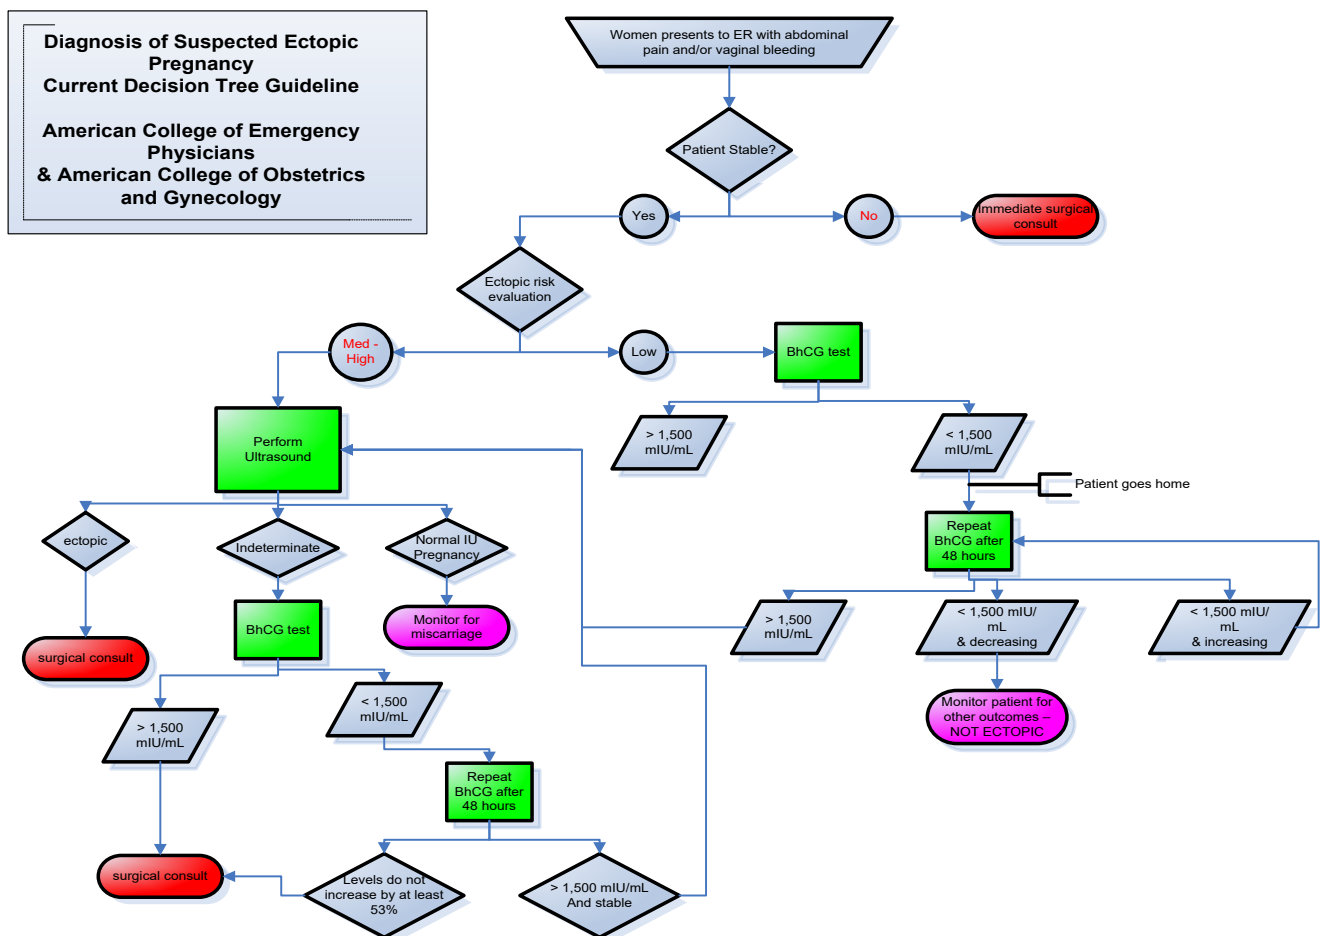 Diagnosis of Suspected Ectopic
Pregnancy
Current Decision Tree Guideline
American College of Emergency
Physicians
& American College of Obstetrics
and Gynecology
Women presents to ER with abdominal
pain and/or vaginal bleeding
Patient Stable?
Yes
No
Immediate surgical
consult
Ectopic risk
evaluation
Med -
High
Low
BhCG test
Perform
Ultrasound
> 1,500
mIU/mL
< 1,500
mIU/mL
Patient goes home
Repeat
BhCG after
48 hours
ectopic
Indeterminate
Normal IU
Pregnancy
BhCG test
Monitor for
miscarriage
> 1,500
mIU/mL
< 1,500 mIU/
mL
& decreasing
< 1,500 mIU/
mL
& increasing
surgical consult
> 1,500
mIU/mL
< 1,500
mIU/mL
Monitor patient for
other outcomes –
NOT ECTOPIC
Repeat
BhCG after
48 hours
surgical consult
Levels do not
increase by at least
53%
> 1,500 mIU/mL
And stable